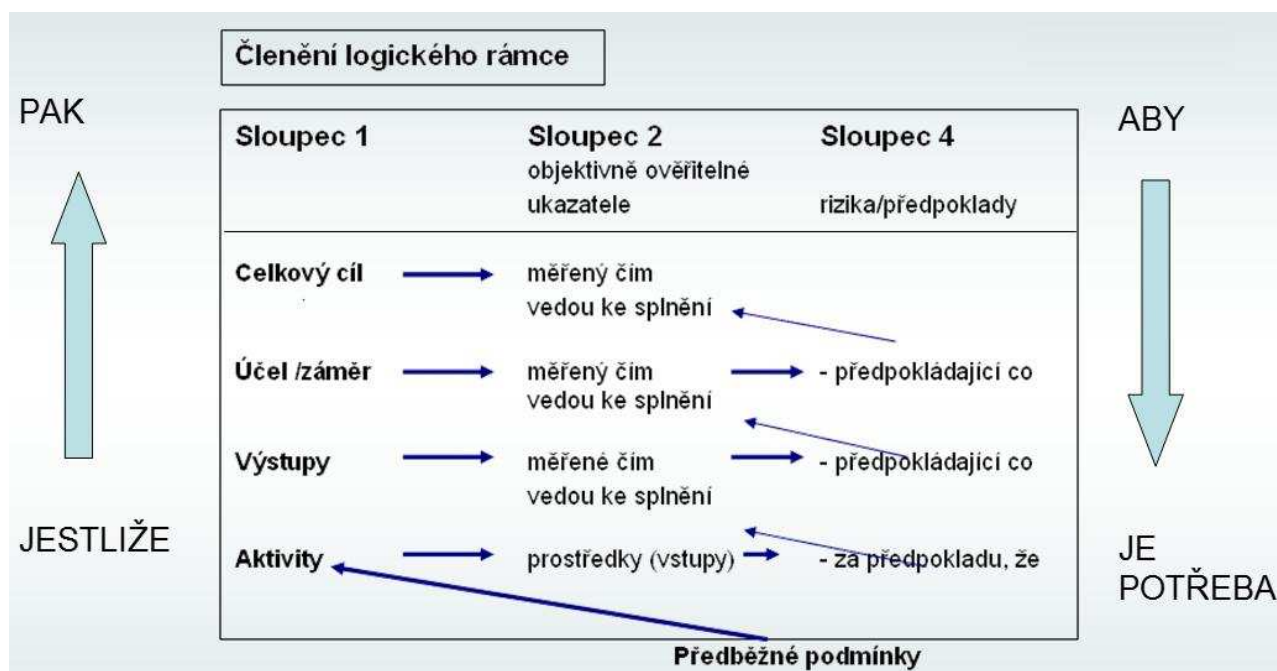 Členění logického rámce
PAK
ABY
Sloupec 1 Sloupec 2 Sloupec 4
objektivně ověřitelné
ukazatele rizika/předpoklady
Celkový cíl měřený čím
vedou ke splnění
Účel /záměr měřený čím - předpokládající co
vedou ke splnění
Výstupy měřené čím - předpokládající co
vedou ke splnění
JESTLIŽE
Aktivity prostředky (vstupy) - za předpokladu, že
JE
POTŘEBA
Předběžné podmínky